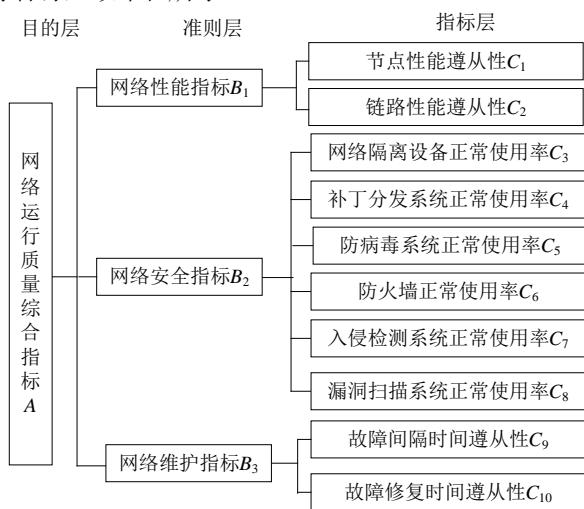 目的层
准则层
指标层
网络运行质量综合指标A
网络性能指标B1
节点性能遵从性C1
链路性能遵从性C2
网络安全指标B2
网络隔离设备正常使用率C3
补丁分发系统正常使用率C4
防病毒系统正常使用率C5
防火墙正常使用率C6
入侵检测系统正常使用率C7
漏洞扫描系统正常使用率C8
网络维护指标B3
故障间隔时间遵从性C9
故障修复时间遵从性C10